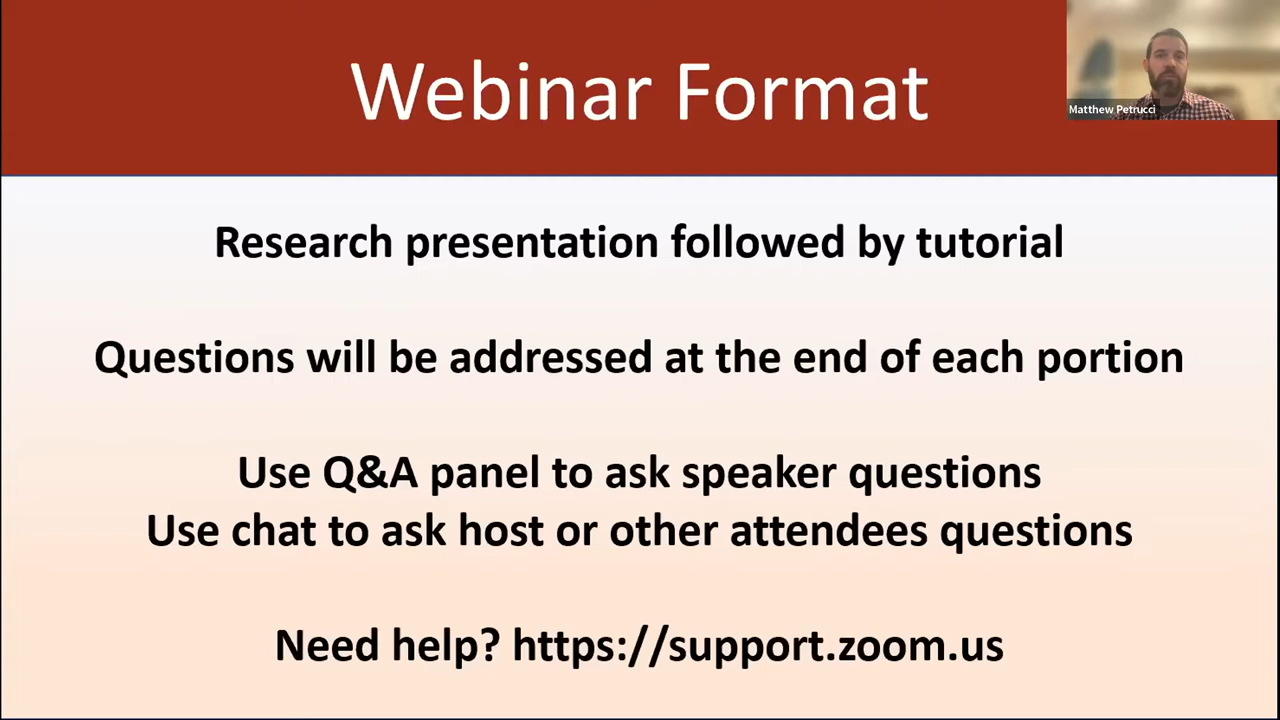 Webinar Format
Matthew Petrucci
Research presentation followed by tutorial
Questions will be addressed at the end of each portion
Use Q&A panel to ask speaker questions
Use chat to ask host or other attendees questions
Need help? https://support.zoom.us